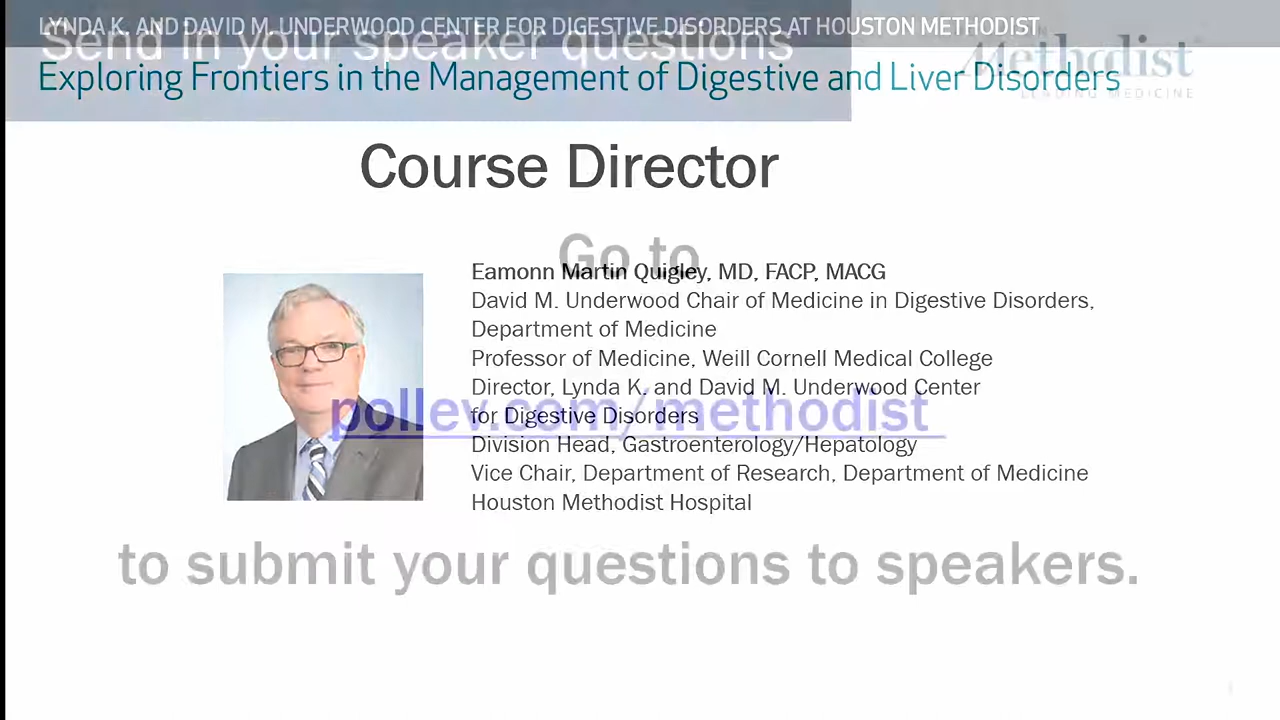 LYNDA K. AND DAVID M. UNDERWOOD CENTER FOR DIGESTIVE DISORDERS AT HOUSTON METHODIST
Send in your speaker questions
Methodist
LEADING MEDICINE
Exploring Frontiers in the Management of Digestive and Liver Disorders
Course Director
Go to
Eamonn Martin Quigley, MD, FACP, MACG
David M. Underwood Chair of Medicine in Digestive Disorders,
Department of Medicine
Professor of Medicine, Weill Cornell Medical College
Director, Lynda K. and David M. Underwood Center
pollev.com/methodist
for Digestive Disorders
Division Head, Gastroenterology/Hepatology
Vice Chair, Department of Research, Department of Medicine
Houston Methodist Hospital
to submit your questions to speakers.